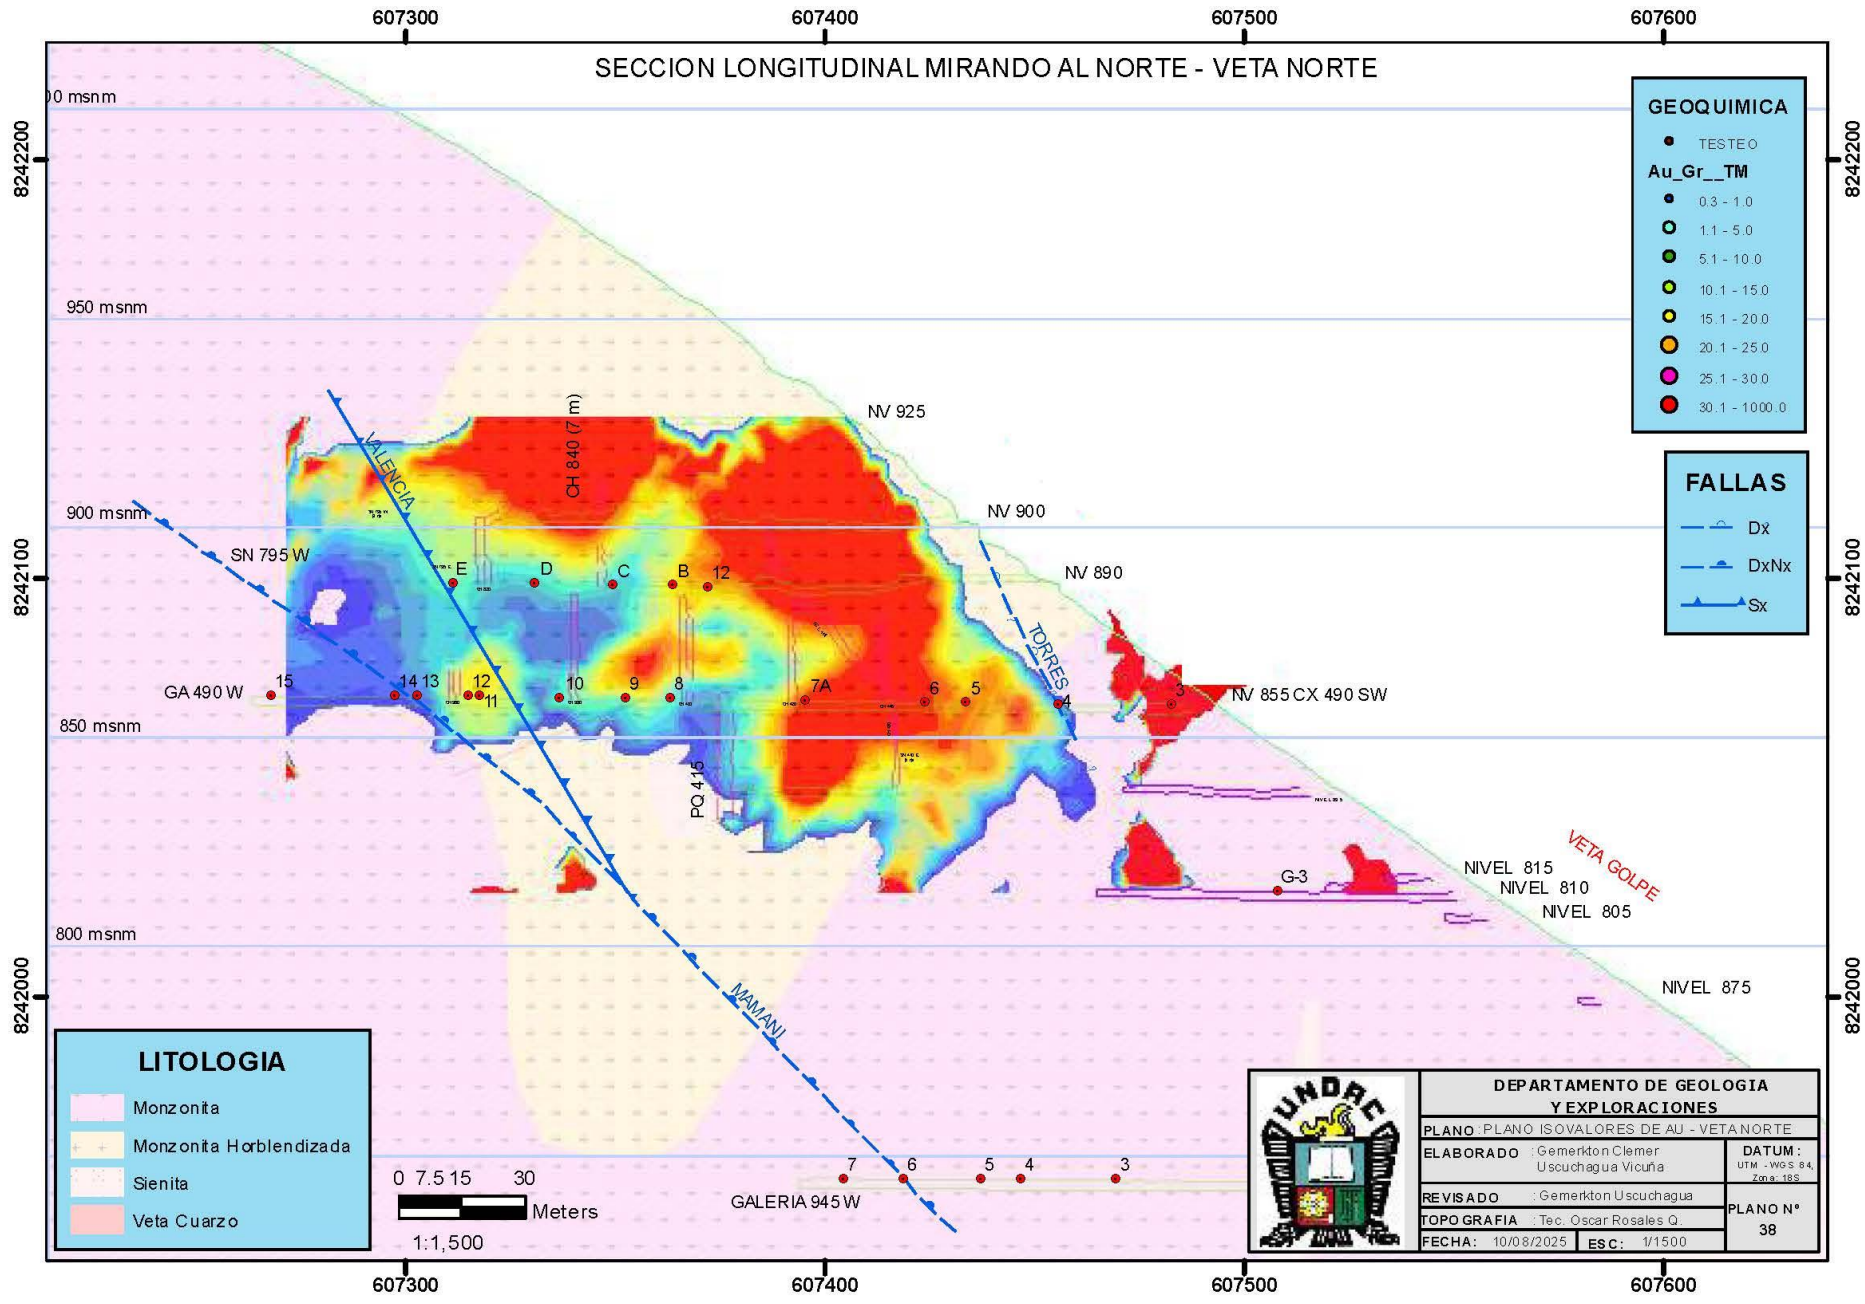 607300
607400
607500
607600
SECCION LONGITUDINAL MIRANDO AL NORTE - VETA NORTE
00 msnm
8242200
8242200
GEOQUIMICA
TESTEO
Au_Gr__TM
0.3 - 1.0
1.1 - 5.0
5.1 - 10.0
10.1 - 15.0
15.1 - 20.0
20.1 - 25.0
25.1 - 30.0
30.1 - 1000.0
950 msnm
NV 925
CH 840 (7 m)
VALENCIA
FALLAS
Dx
DxNx
Sx
900 msnm
NV 900
SN 795 W
E
D
C
B
12
NV 890
8242100
8242100
TORRES
GA 490 W
15
14
13
12
11
10
9
8
7A
6
5
4
3
NV 855 CX 490 SW
850 msnm
PQ 415
VETA GOLPE
G-3
NIVEL 815
NIVEL 810
NIVEL 805
800 msnm
NIVEL 875
8242000
8242000
MAMANI
LITOLOGIA
Monzonita
Monzonita Horblendizada
Sienita
Veta Cuarzo
0 7.5 15 30
Meters
1:1,500
7
6
5
4
3
GALERIA 945 W
UNDAC
DEPARTAMENTO DE GEOLOGIA
Y EXPLORACIONES
PLANO : PLANO ISOVALORES DE AU - VETA NORTE
ELABORADO : Gemerkton Clemer
Uscuchagua Vicuña
DATUM :
UTM - WGS 84,
Zona: 18S
REVISADO : Gemerkton Uscuchagua
TOPOGRAFIA : Tec. Oscar Rosales Q.
PLANO N°
38
FECHA: 10/08/2025 ESC: 1/1500
607300
607400
607500
607600